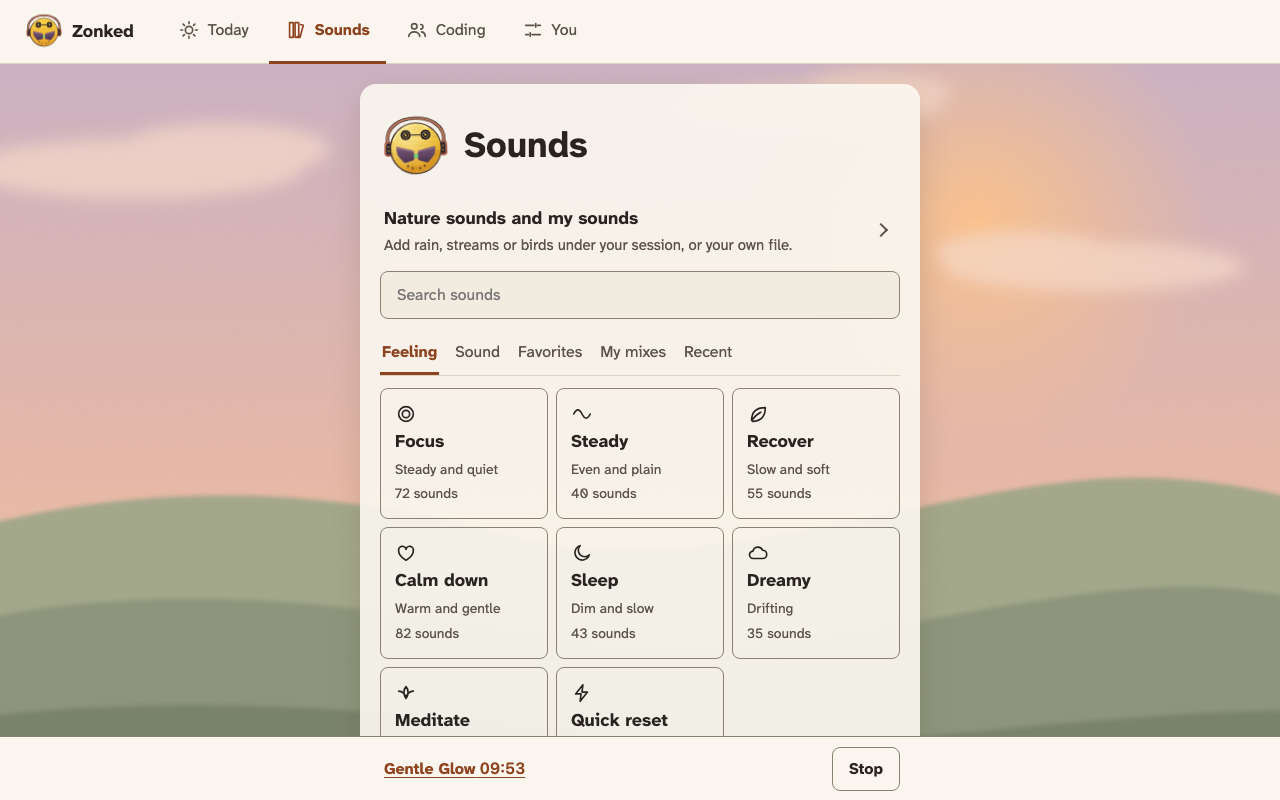 Zonked
Today
Sounds
Coding
You
Sounds
Nature sounds and my sounds
Add rain, streams or birds under your session, or your own file.
Search sounds
Feeling
Sound
Favorites
My mixes
Recent
Focus
Steady and quiet
72 sounds
Steady
Even and plain
40 sounds
Recover
Slow and soft
55 sounds
Calm down
Warm and gentle
82 sounds
Sleep
Dim and slow
43 sounds
Dreamy
Drifting
35 sounds
Meditate
Quick reset
Gentle Glow 09:53
Stop